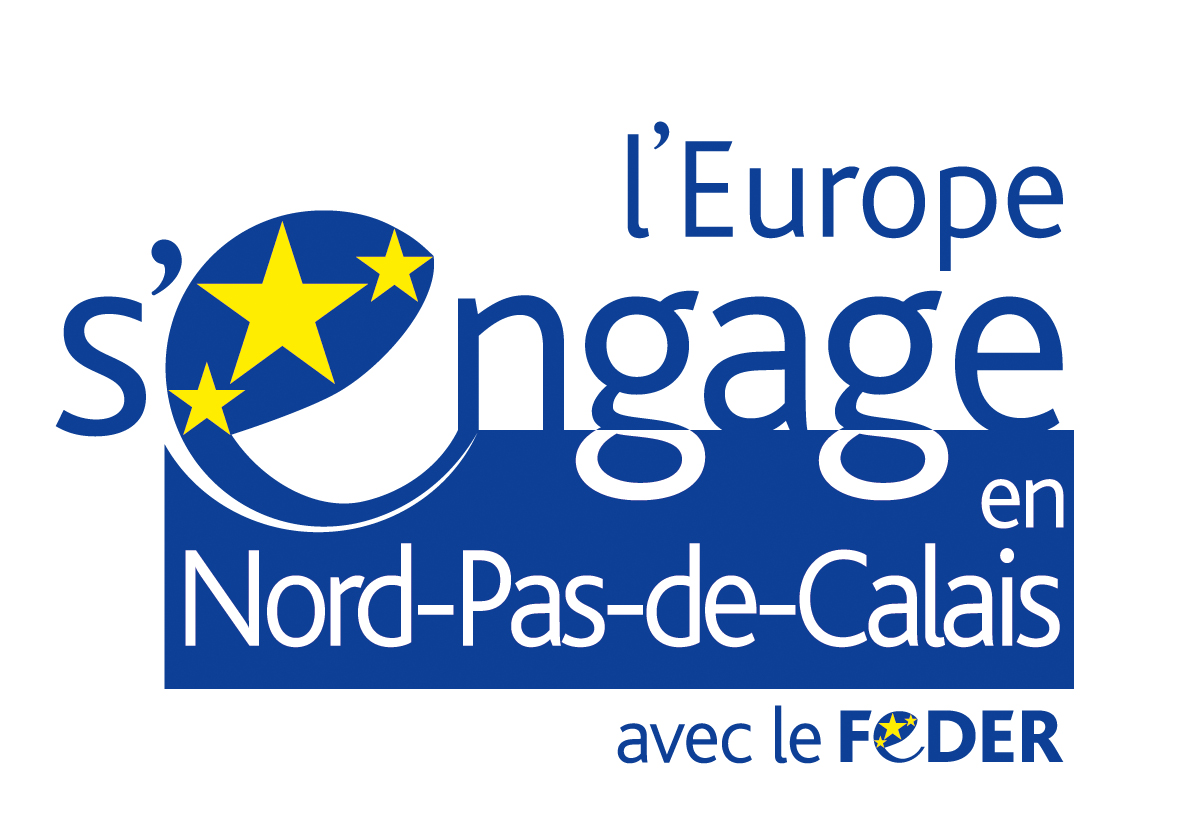 l’Europe
s’engage
en
Nord-Pas-de-Calais
avec le FeDER